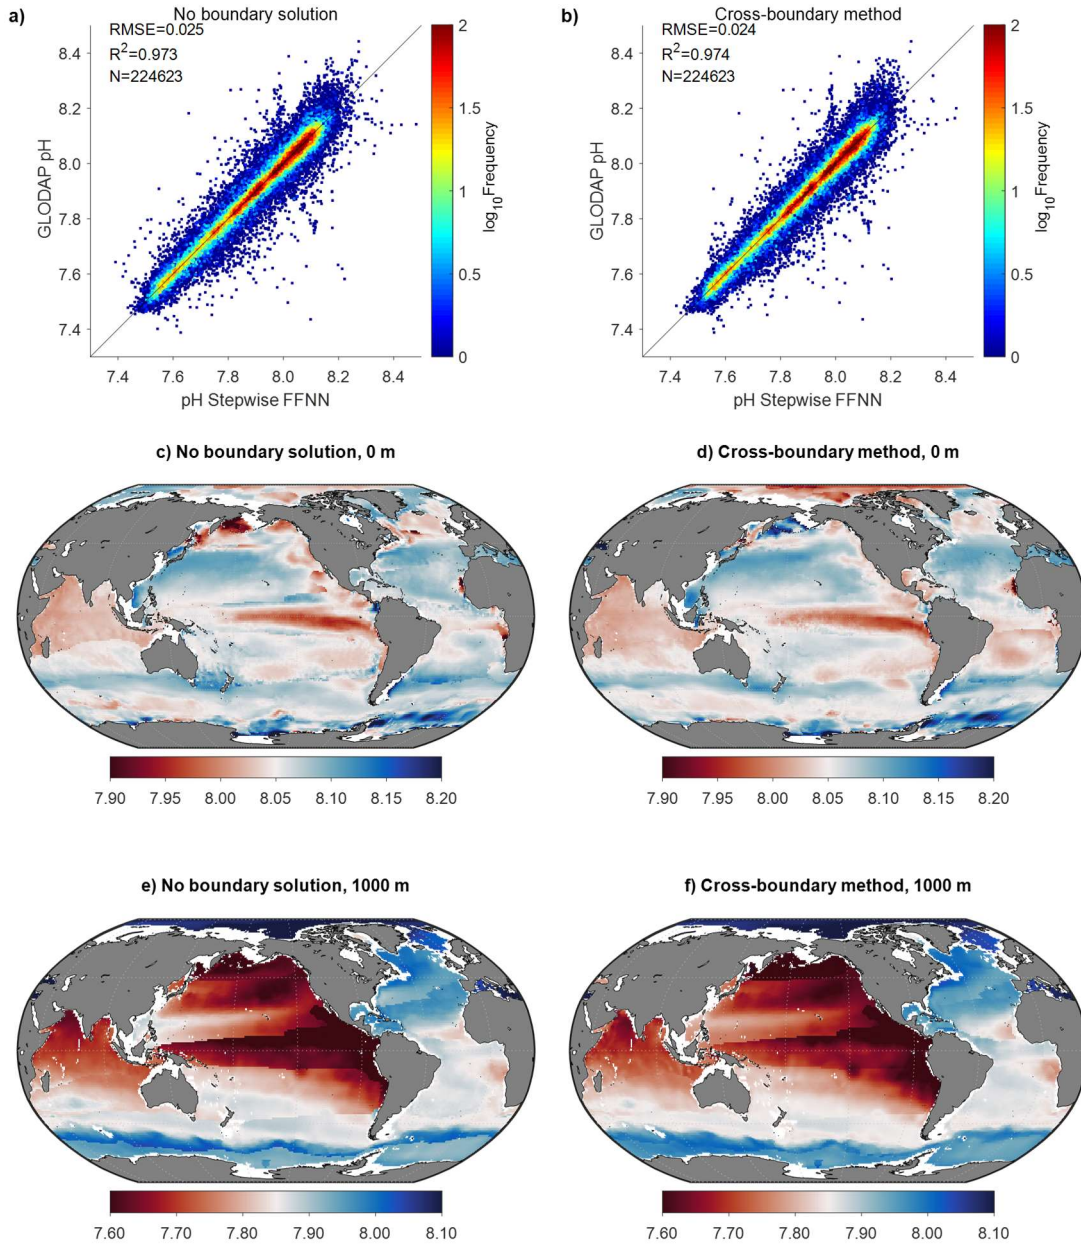 a)
No boundary solution
RMSE=0.025
R²=0.973
N=224623
8.4
8.2
8.0
7.8
7.6
7.4
GLODAP pH
7.4 7.6 7.8 8.0 8.2 8.4
pH Stepwise FFNN
2
1.5
1
0.5
0
log₁₀Frequency
b)
Cross-boundary method
RMSE=0.024
R²=0.974
N=224623
8.4
8.2
8.0
7.8
7.6
7.4
GLODAP pH
7.4 7.6 7.8 8.0 8.2 8.4
pH Stepwise FFNN
2
1.5
1
0.5
0
log₁₀Frequency
c) No boundary solution, 0 m
7.90 7.95 8.00 8.05 8.10 8.15 8.20
d) Cross-boundary method, 0 m
7.90 7.95 8.00 8.05 8.10 8.15 8.20
e) No boundary solution, 1000 m
7.60 7.70 7.80 7.90 8.00 8.10
f) Cross-boundary method, 1000 m
7.60 7.70 7.80 7.90 8.00 8.10